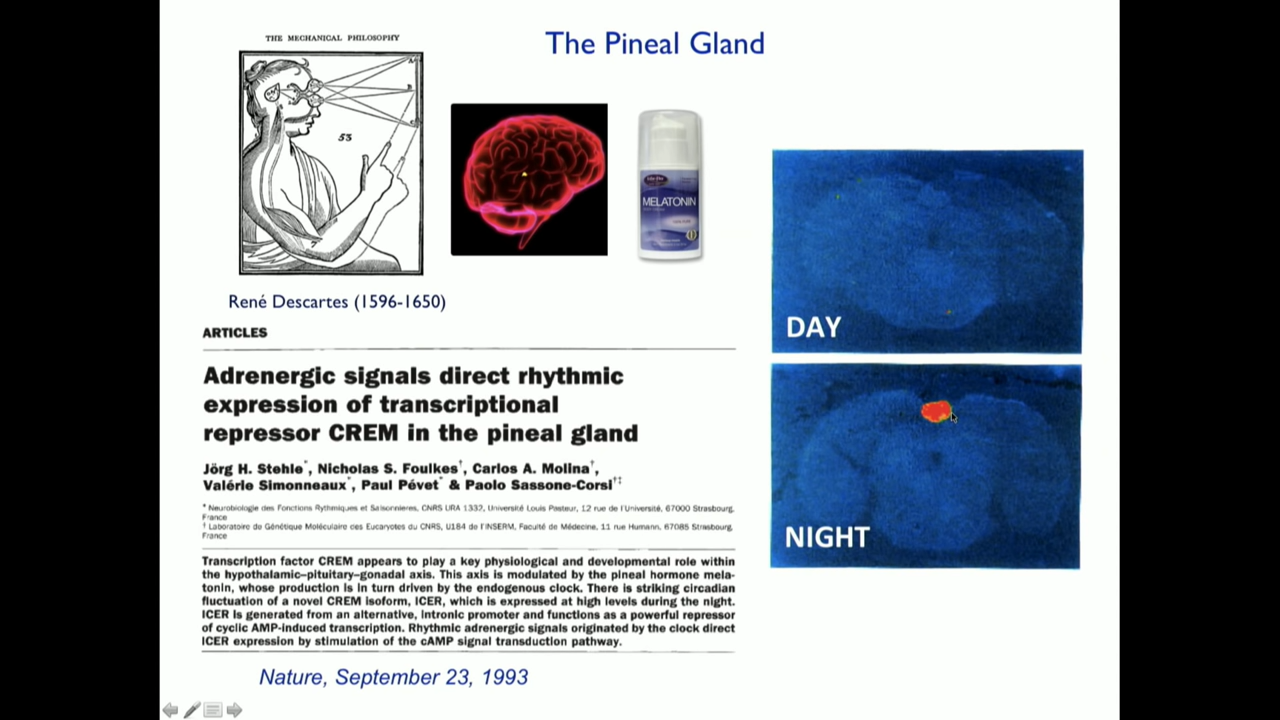 THE MECHANICAL PHILOSOPHY
The Pineal Gland
53
MELATONIN
René Descartes (1596-1650)
DAY
NIGHT
ARTICLES
Adrenergic signals direct rhythmic
expression of transcriptional
repressor CREM in the pineal gland
Jörg H. Stehle*, Nicholas S. Foulkes†, Carlos A. Molina†,
Valérie Simonneaux*, Paul Pévet* & Paolo Sassone-Corsi†‡
* Neurobiologie des Fonctions Rythmiques et Saisonnieres, CNRS URA 1332, Université Louis Pasteur, 12 rue de l'Université, 67000 Strasbourg,
France
† Laboratoire de Génétique Moléculaire des Eucaryotes du CNRS, U184 de l'INSERM, Faculté de Médecine, 11 rue Humann, 67085 Strasbourg,
France
Transcription factor CREM appears to play a key physiological and developmental role within
the hypothalamic–pituitary–gonadal axis. This axis is modulated by the pineal hormone mela-
tonin, whose production is in turn driven by the endogenous clock. There is striking circadian
fluctuation of a novel CREM isoform, ICER, which is expressed at high levels during the night.
ICER is generated from an alternative, intronic promoter and functions as a powerful repressor
of cyclic AMP-induced transcription. Rhythmic adrenergic signals originated by the clock direct
ICER expression by stimulation of the cAMP signal transduction pathway.
Nature, September 23, 1993